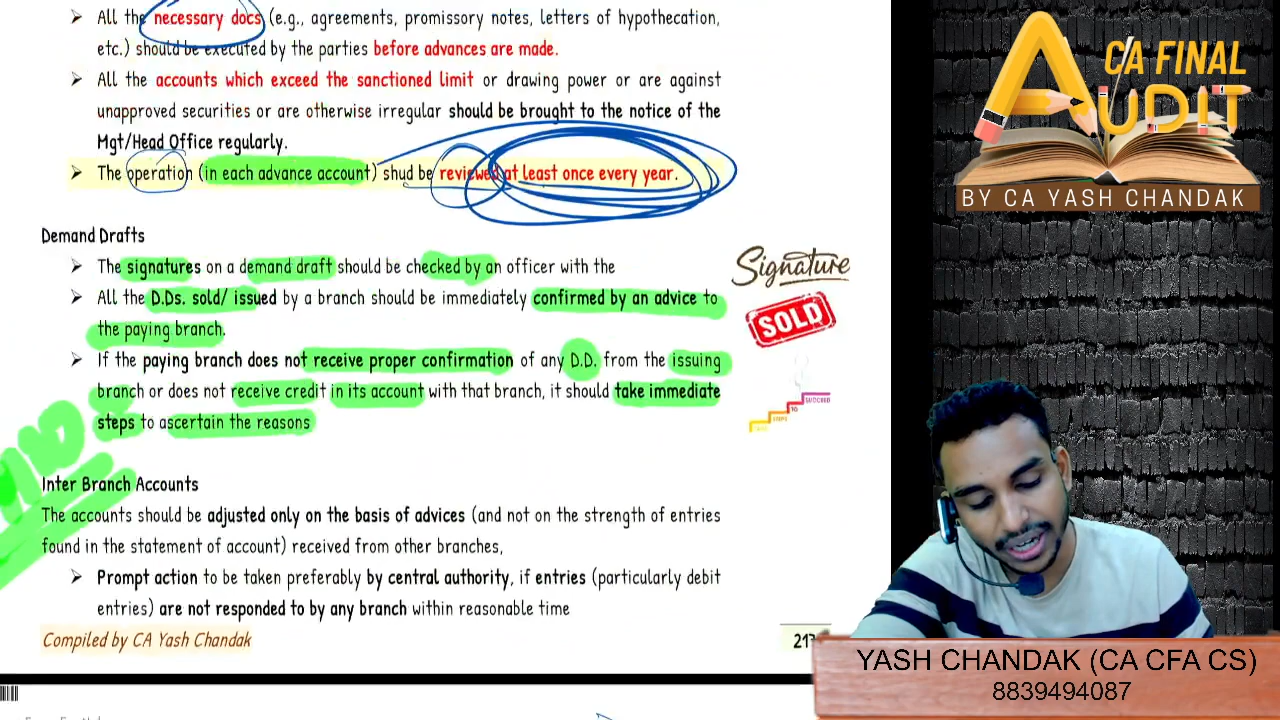 ➤ All the necessary docs (e.g., agreements, promissory notes, letters of hypothecation,
etc.) should be executed by the parties before advances are made.
➤ All the accounts which exceed the sanctioned limit or drawing power or are against
unapproved securities or are otherwise irregular should be brought to the notice of the
Mgt/Head Office regularly.
➤ The operation (in each advance account) shud be reviewed at least once every year.
Demand Drafts
➤ The signatures on a demand draft should be checked by an officer with the
➤ All the D.Ds. sold/ issued by a branch should be immediately confirmed by an advice to
the paying branch.
➤ If the paying branch does not receive proper confirmation of any D.D. from the issuing
branch or does not receive credit in its account with that branch, it should take immediate
steps to ascertain the reasons
Signature
SOLD
Inter Branch Accounts
The accounts should be adjusted only on the basis of advices (and not on the strength of entries
found in the statement of account) received from other branches,
➤ Prompt action to be taken preferably by central authority, if entries (particularly debit
entries) are not responded to by any branch within reasonable time
Compiled by CA Yash Chandak
CA FINAL
AUDIT
BY CA YASH CHANDAK
YASH CHANDAK (CA CFA CS)
8839494087